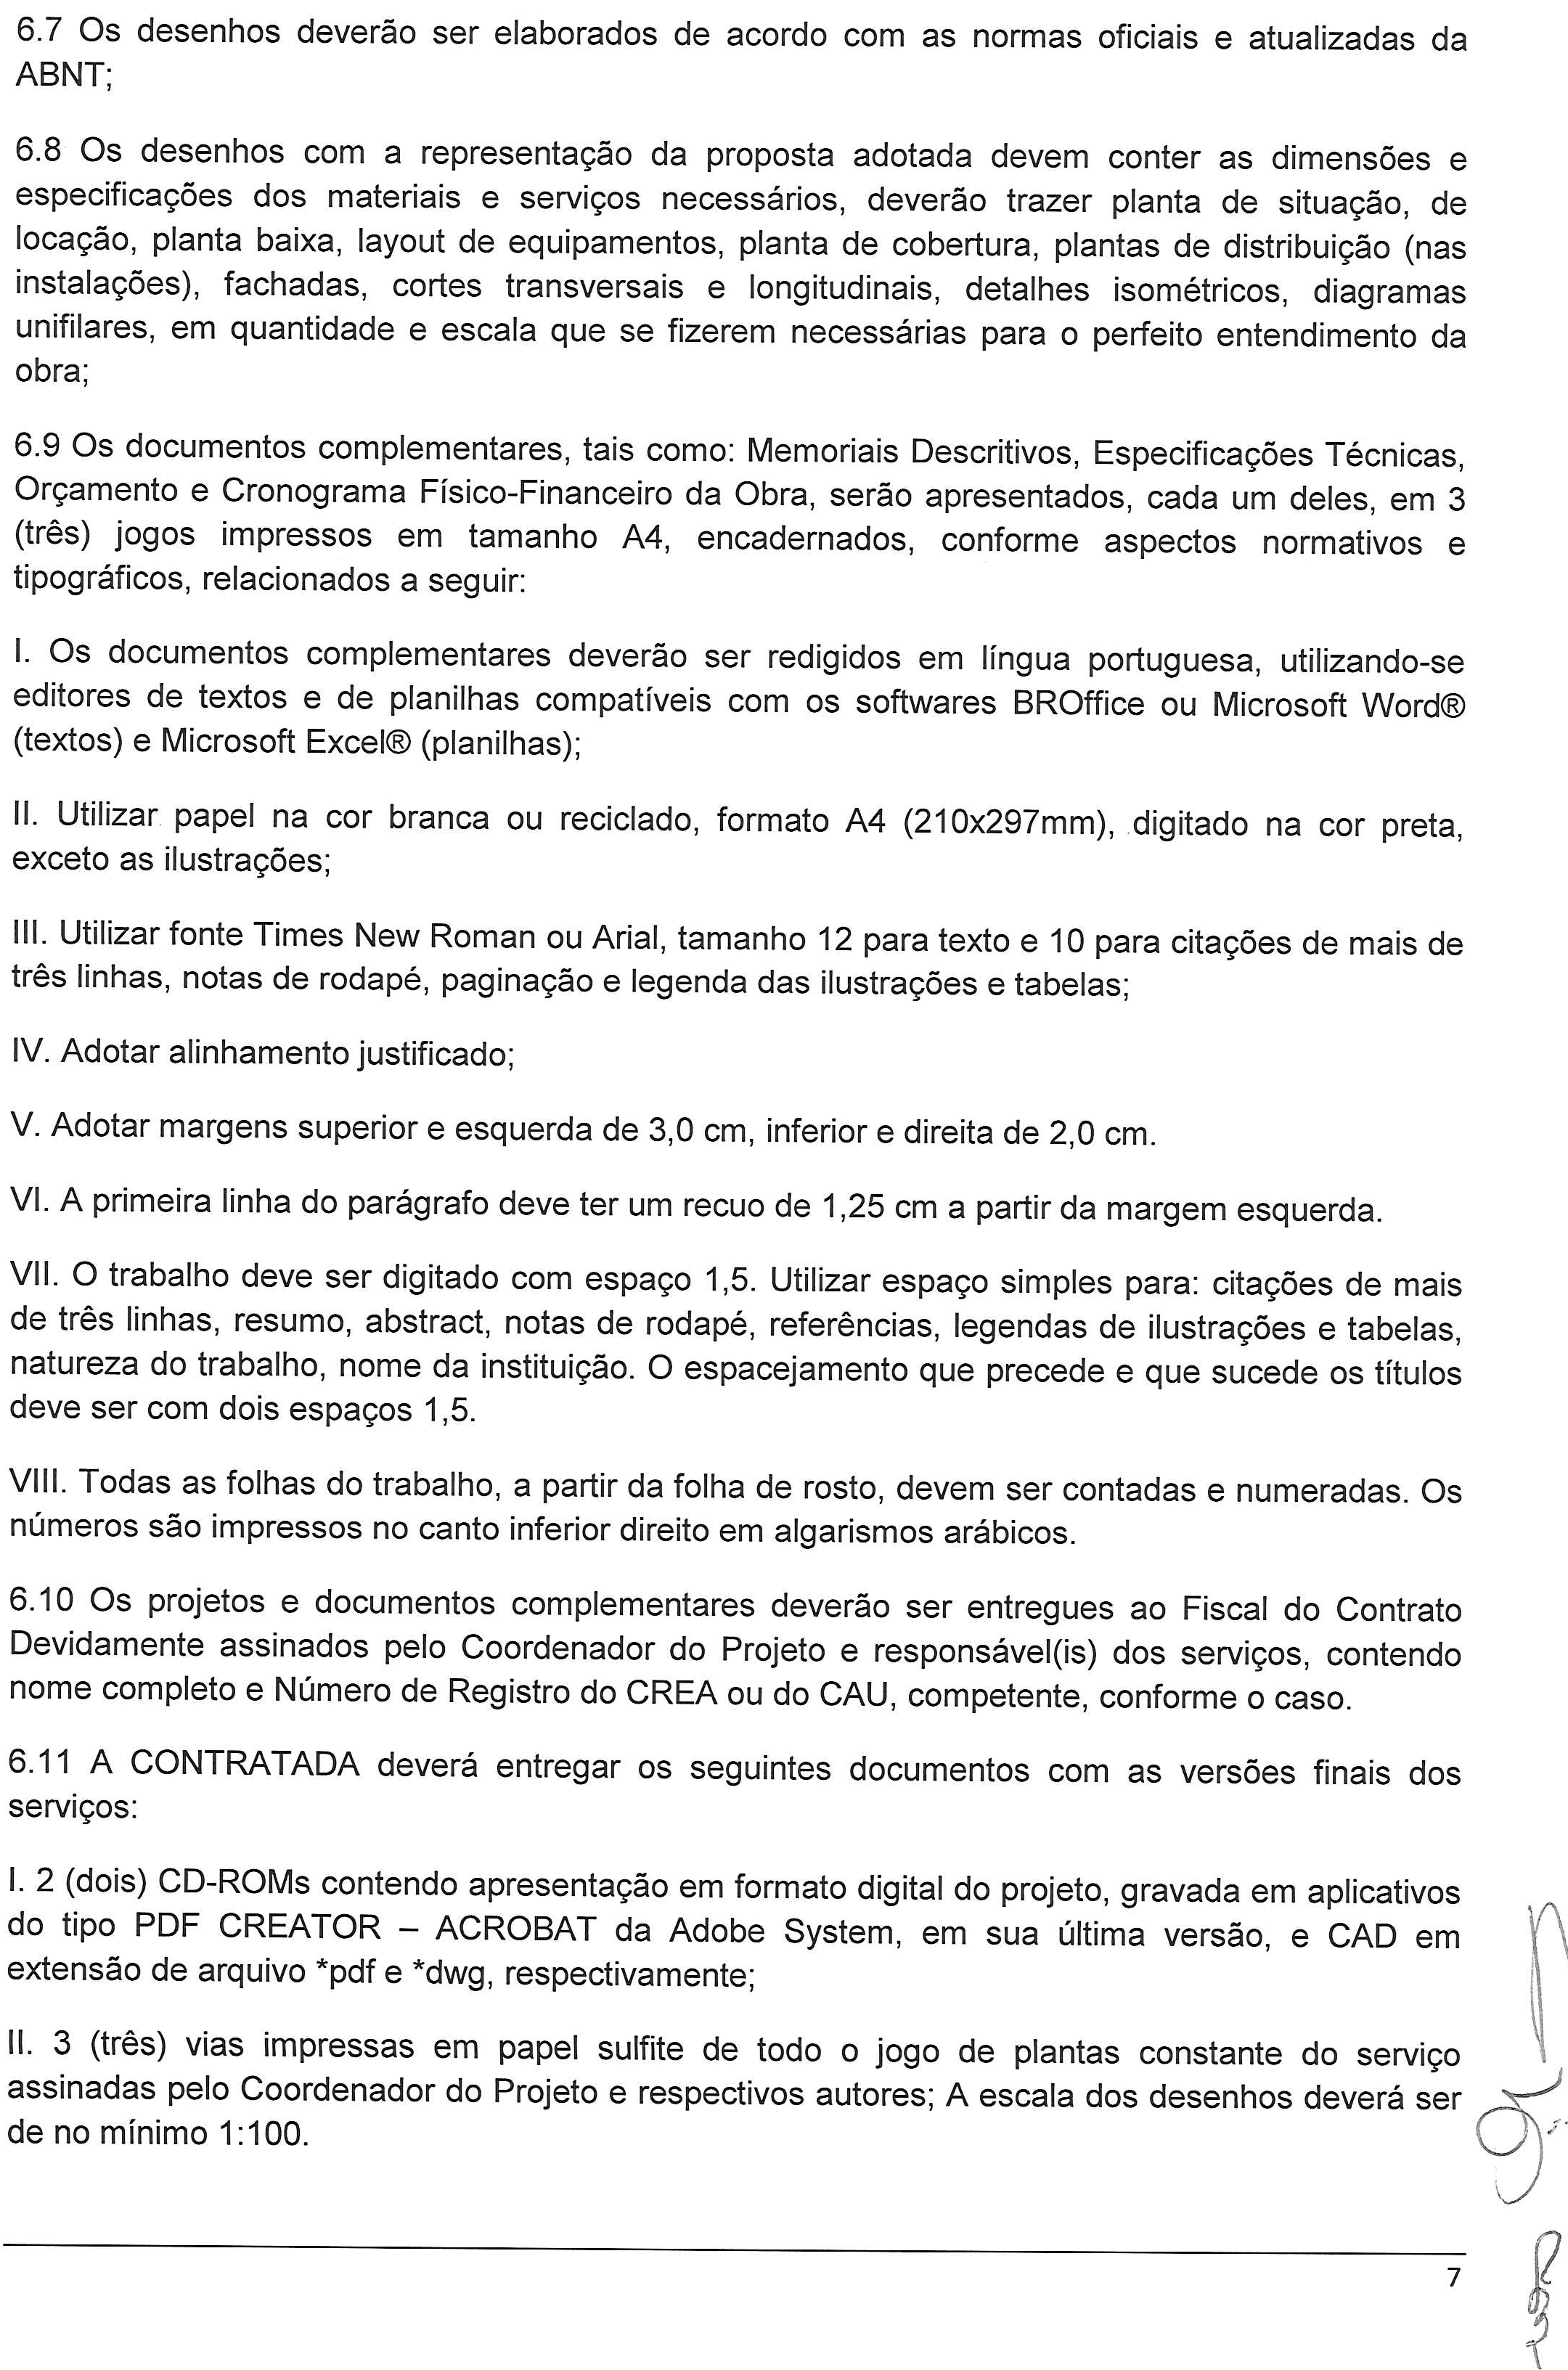 6.7 Os desenhos deverão ser elaborados de acordo com as normas oficiais e atualizadas da
ABNT;
6.8 Os desenhos com a representação da proposta adotada devem conter as dimensões e
especificações dos materiais e serviços necessários, deverão trazer planta de situação, de
locação, planta baixa, layout de equipamentos, planta de cobertura, plantas de distribuição (nas
instalações), fachadas, cortes transversais e longitudinais, detalhes isométricos, diagramas
unifilares, em quantidade e escala que se fizerem necessárias para o perfeito entendimento da
obra;
6.9 Os documentos complementares, tais como: Memoriais Descritivos, Especificações Técnicas,
Orçamento e Cronograma Físico-Financeiro da Obra, serão apresentados, cada um deles, em 3
(três) jogos impressos em tamanho A4, encadernados, conforme aspectos normativos e
tipográficos, relacionados a seguir:
I. Os documentos complementares deverão ser redigidos em língua portuguesa, utilizando-se
editores de textos e de planilhas compatíveis com os softwares BROffice ou Microsoft Word®
(textos) e Microsoft Excel® (planilhas);
II. Utilizar papel na cor branca ou reciclado, formato A4 (210x297mm), digitado na cor preta,
exceto as ilustrações;
III. Utilizar fonte Times New Roman ou Arial, tamanho 12 para texto e 10 para citações de mais de
três linhas, notas de rodapé, paginação e legenda das ilustrações e tabelas;
IV. Adotar alinhamento justificado;
V. Adotar margens superior e esquerda de 3,0 cm, inferior e direita de 2,0 cm.
VI. A primeira linha do parágrafo deve ter um recuo de 1,25 cm a partir da margem esquerda.
VII. O trabalho deve ser digitado com espaço 1,5. Utilizar espaço simples para: citações de mais
de três linhas, resumo, abstract, notas de rodapé, referências, legendas de ilustrações e tabelas,
natureza do trabalho, nome da instituição. O espacejamento que precede e que sucede os títulos
deve ser com dois espaços 1,5.
VIII. Todas as folhas do trabalho, a partir da folha de rosto, devem ser contadas e numeradas. Os
números são impressos no canto inferior direito em algarismos arábicos.
6.10 Os projetos e documentos complementares deverão ser entregues ao Fiscal do Contrato
Devidamente assinados pelo Coordenador do Projeto e responsável(is) dos serviços, contendo
nome completo e Número de Registro do CREA ou do CAU, competente, conforme o caso.
6.11 A CONTRATADA deverá entregar os seguintes documentos com as versões finais dos
serviços:
I. 2 (dois) CD-ROMs contendo apresentação em formato digital do projeto, gravada em aplicativos
do tipo PDF CREATOR – ACROBAT da Adobe System, em sua última versão, e CAD em
extensão de arquivo *pdf e *dwg, respectivamente;
II. 3 (três) vias impressas em papel sulfite de todo o jogo de plantas constante do serviço
assinadas pelo Coordenador do Projeto e respectivos autores; A escala dos desenhos deverá ser
de no mínimo 1:100.
7